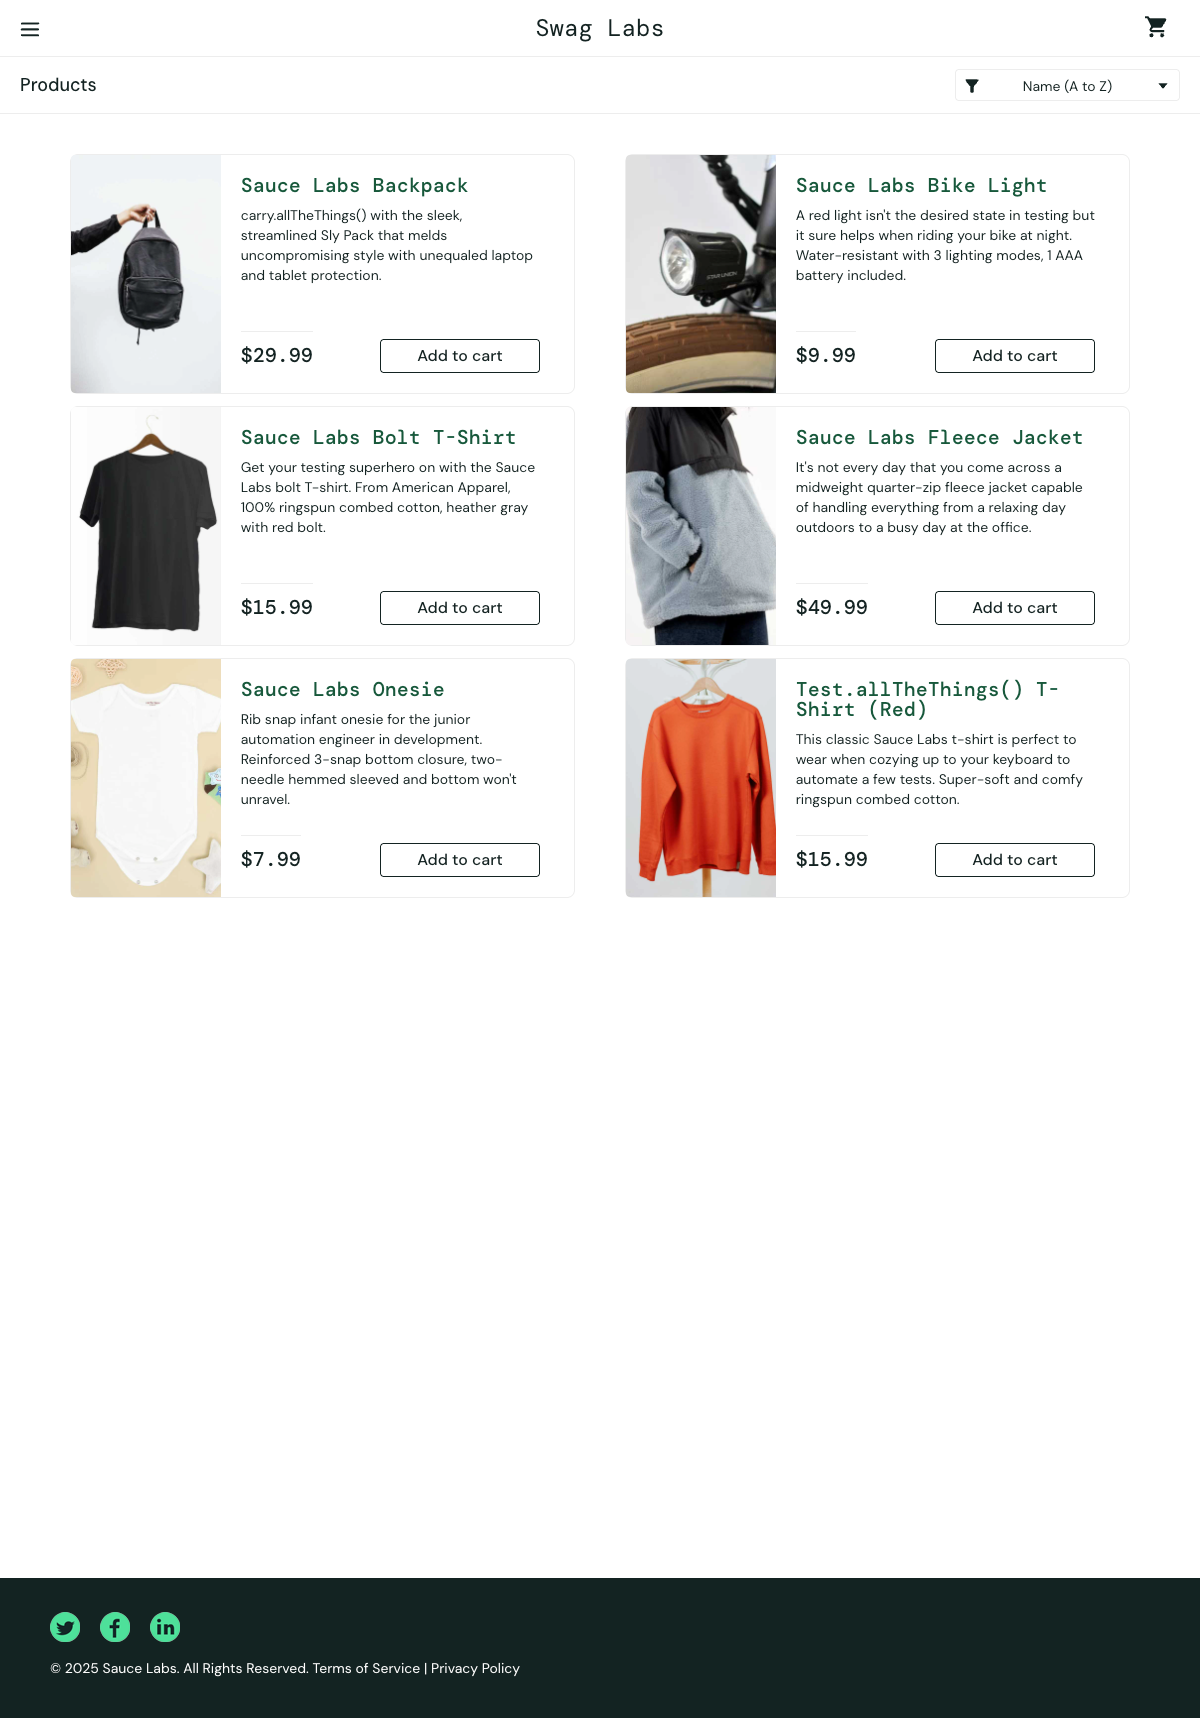 Swag Labs
Products
Name (A to Z)
Sauce Labs Backpack
carry.allTheThings() with the sleek,
streamlined Sly Pack that melds
uncompromising style with unequaled laptop
and tablet protection.
$29.99
Add to cart
Sauce Labs Bike Light
A red light isn't the desired state in testing but
it sure helps when riding your bike at night.
Water-resistant with 3 lighting modes, 1 AAA
battery included.
$9.99
Add to cart
Sauce Labs Bolt T-Shirt
Get your testing superhero on with the Sauce
Labs bolt T-shirt. From American Apparel,
100% ringspun combed cotton, heather gray
with red bolt.
$15.99
Add to cart
Sauce Labs Fleece Jacket
It's not every day that you come across a
midweight quarter-zip fleece jacket capable
of handling everything from a relaxing day
outdoors to a busy day at the office.
$49.99
Add to cart
Sauce Labs Onesie
Rib snap infant onesie for the junior
automation engineer in development.
Reinforced 3-snap bottom closure, two-
needle hemmed sleeved and bottom won't
unravel.
$7.99
Add to cart
Test.allTheThings() T-
Shirt (Red)
This classic Sauce Labs t-shirt is perfect to
wear when cozying up to your keyboard to
automate a few tests. Super-soft and comfy
ringspun combed cotton.
$15.99
Add to cart
© 2025 Sauce Labs. All Rights Reserved. Terms of Service | Privacy Policy